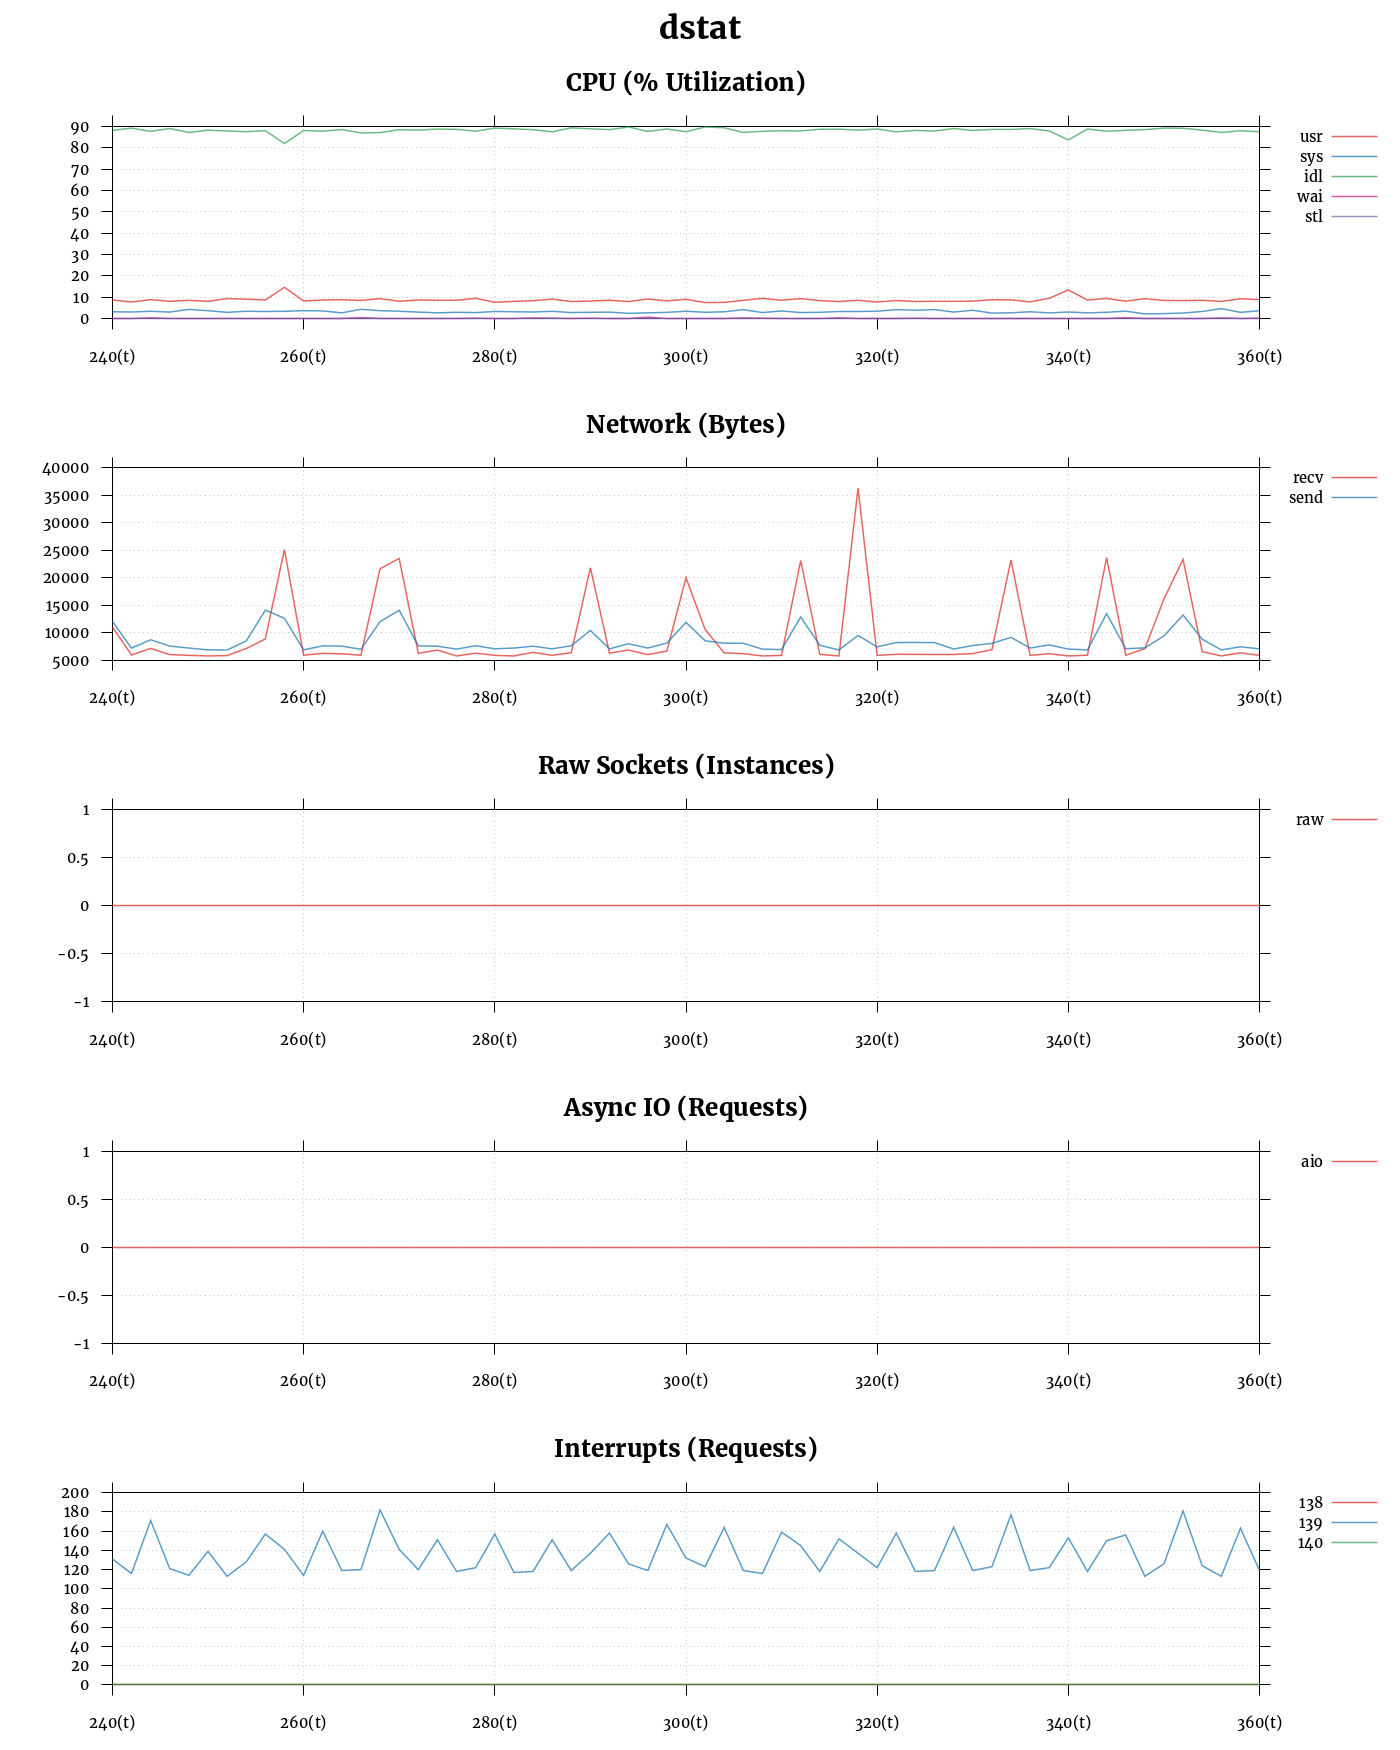 dstat
CPU (% Utilization)
90
80
70
60
50
40
30
20
10
0
240(t) 260(t) 280(t) 300(t) 320(t) 340(t) 360(t)
usr
sys
idl
wai
stl
Network (Bytes)
40000
35000
30000
25000
20000
15000
10000
5000
240(t) 260(t) 280(t) 300(t) 320(t) 340(t) 360(t)
recv
send
Raw Sockets (Instances)
1
0.5
0
-0.5
-1
240(t) 260(t) 280(t) 300(t) 320(t) 340(t) 360(t)
raw
Async IO (Requests)
1
0.5
0
-0.5
-1
240(t) 260(t) 280(t) 300(t) 320(t) 340(t) 360(t)
aio
Interrupts (Requests)
200
180
160
140
120
100
80
60
40
20
0
240(t) 260(t) 280(t) 300(t) 320(t) 340(t) 360(t)
138
139
140